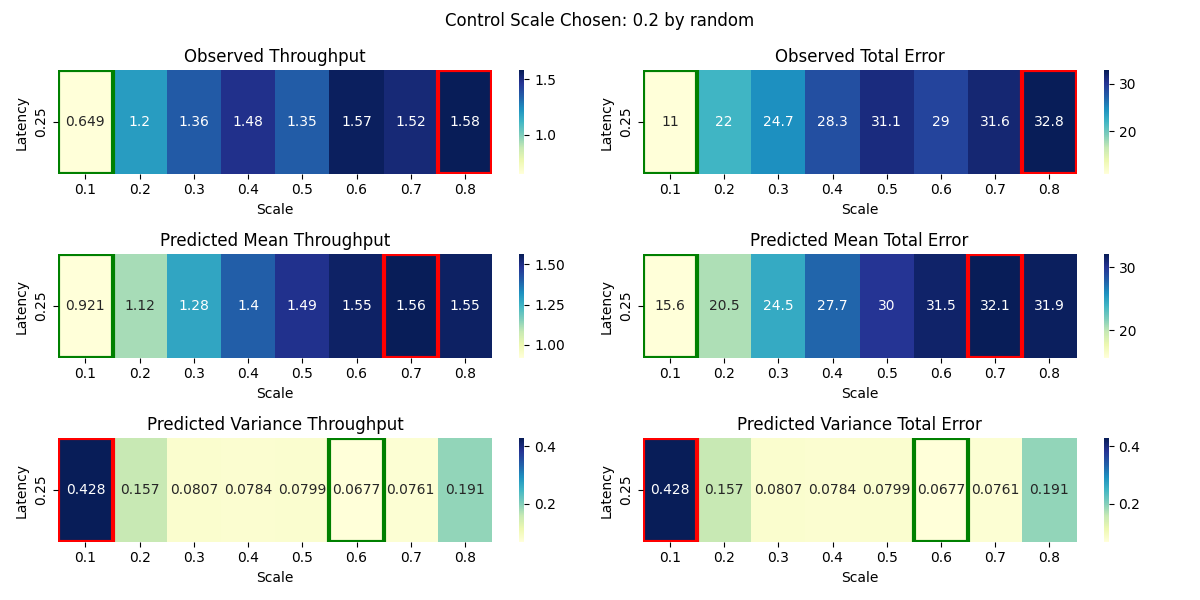 Control Scale Chosen: 0.2 by random
Observed Throughput
Latency
0.25
0.649 1.2 1.36 1.48 1.35 1.57 1.52 1.58
0.1 0.2 0.3 0.4 0.5 0.6 0.7 0.8
Scale
1.5
1.0
Observed Total Error
Latency
0.25
11 22 24.7 28.3 31.1 29 31.6 32.8
0.1 0.2 0.3 0.4 0.5 0.6 0.7 0.8
Scale
30
20
Predicted Mean Throughput
Latency
0.25
0.921 1.12 1.28 1.4 1.49 1.55 1.56 1.55
0.1 0.2 0.3 0.4 0.5 0.6 0.7 0.8
Scale
1.50
1.25
1.00
Predicted Mean Total Error
Latency
0.25
15.6 20.5 24.5 27.7 30 31.5 32.1 31.9
0.1 0.2 0.3 0.4 0.5 0.6 0.7 0.8
Scale
30
20
Predicted Variance Throughput
Latency
0.25
0.428 0.157 0.0807 0.0784 0.0799 0.0677 0.0761 0.191
0.1 0.2 0.3 0.4 0.5 0.6 0.7 0.8
Scale
0.4
0.2
Predicted Variance Total Error
Latency
0.25
0.428 0.157 0.0807 0.0784 0.0799 0.0677 0.0761 0.191
0.1 0.2 0.3 0.4 0.5 0.6 0.7 0.8
Scale
0.4
0.2